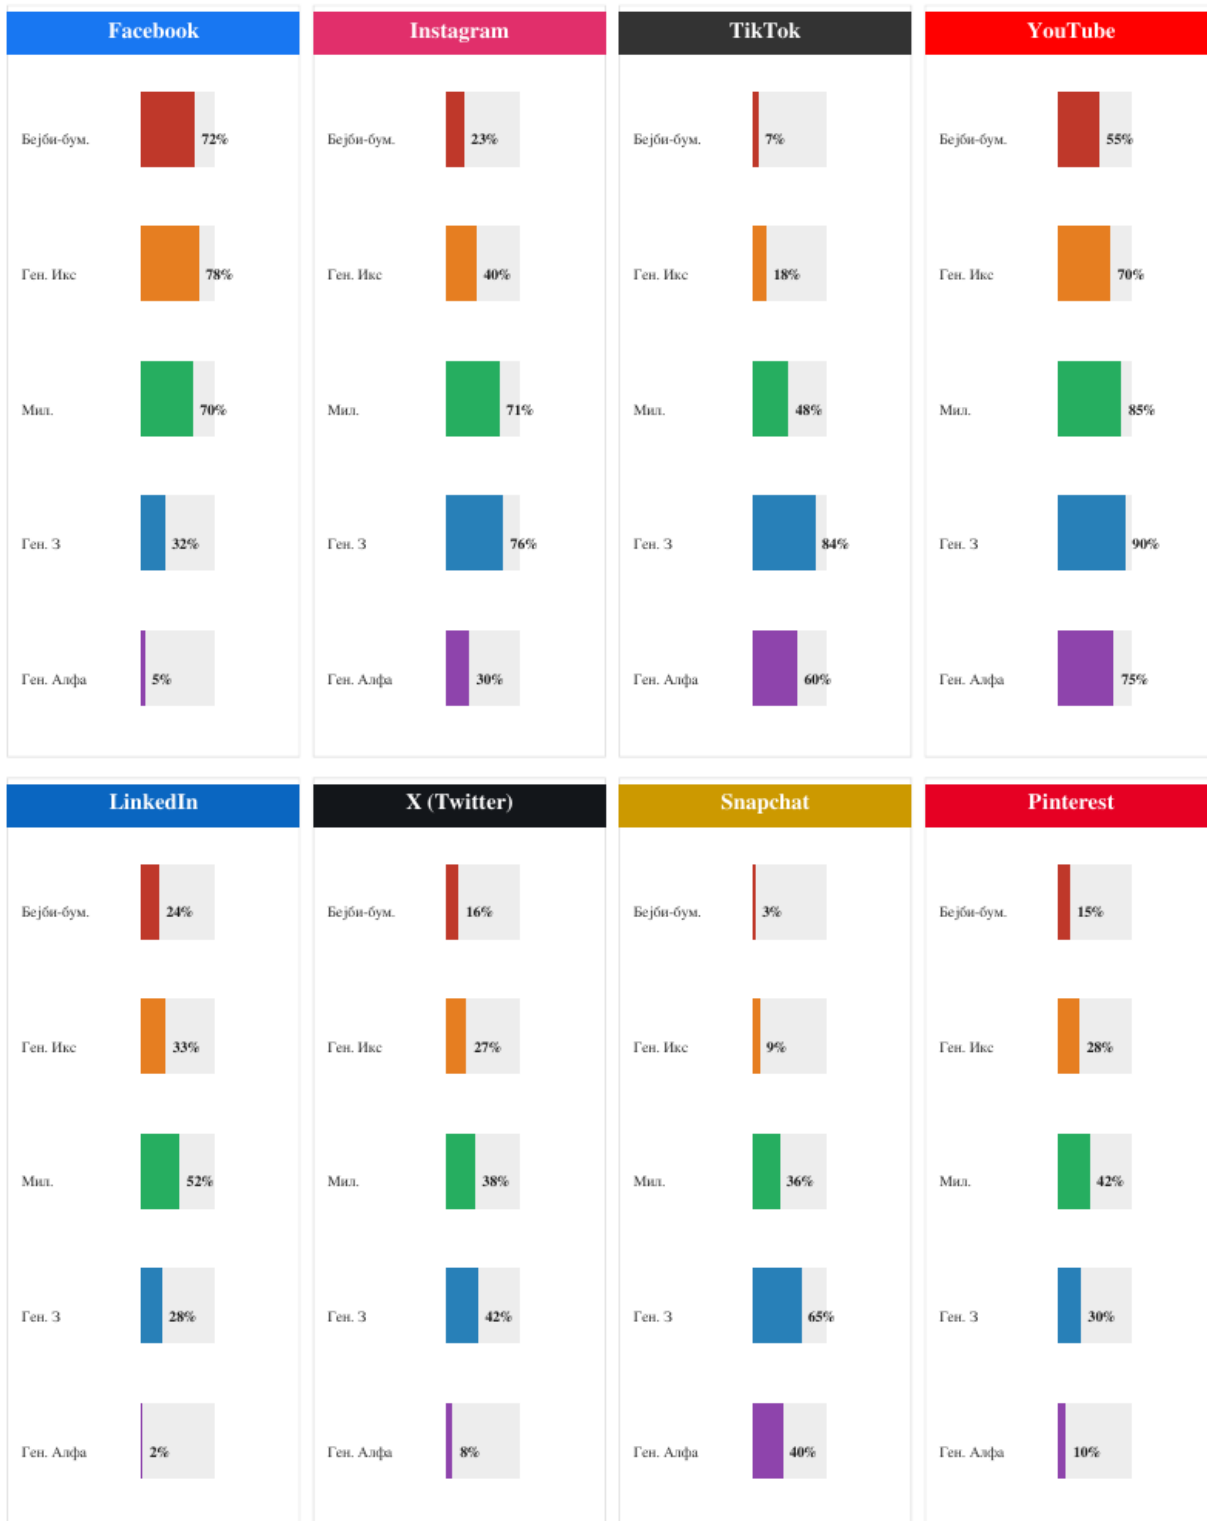 Facebook
Бејби-бум. 72%
Ген. Икс 78%
Мил. 70%
Ген. З 32%
Ген. Алфа 5%
Instagram
Бејби-бум. 23%
Ген. Икс 40%
Мил. 71%
Ген. З 76%
Ген. Алфа 30%
TikTok
Бејби-бум. 7%
Ген. Икс 18%
Мил. 48%
Ген. З 84%
Ген. Алфа 60%
YouTube
Бејби-бум. 55%
Ген. Икс 70%
Мил. 85%
Ген. З 90%
Ген. Алфа 75%
LinkedIn
Бејби-бум. 24%
Ген. Икс 33%
Мил. 52%
Ген. З 28%
Ген. Алфа 2%
X (Twitter)
Бејби-бум. 16%
Ген. Икс 27%
Мил. 38%
Ген. З 42%
Ген. Алфа 8%
Snapchat
Бејби-бум. 3%
Ген. Икс 9%
Мил. 36%
Ген. З 65%
Ген. Алфа 40%
Pinterest
Бејби-бум. 15%
Ген. Икс 28%
Мил. 42%
Ген. З 30%
Ген. Алфа 10%